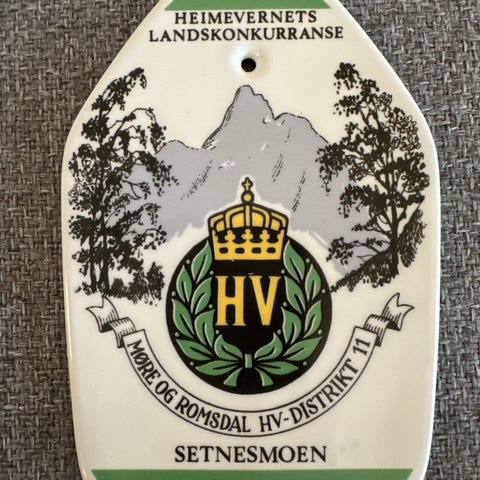 HEIMEVERNETS
LANDSKONKURRANSE
HV
MØRE OG ROMSDAL HV-DISTRIKT 11
SETNESMOEN